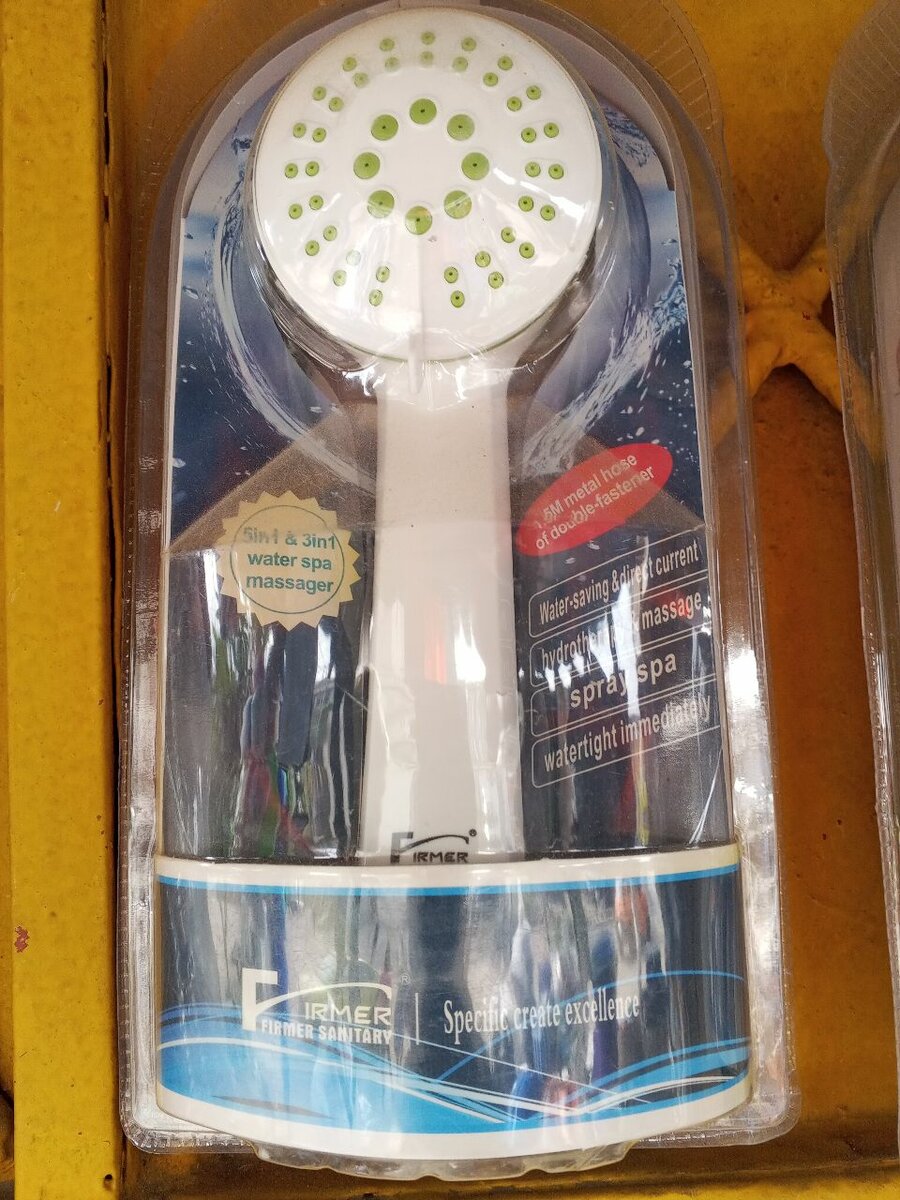 5in1 & 3in1
water spa
massager
1.5M metal hose
of double-fastener
Water-saving & direct current
& massage
spray spa
watertight immediately
FIRMER®
FIRMER®
FIRMER SANITARY
Specific create excellence